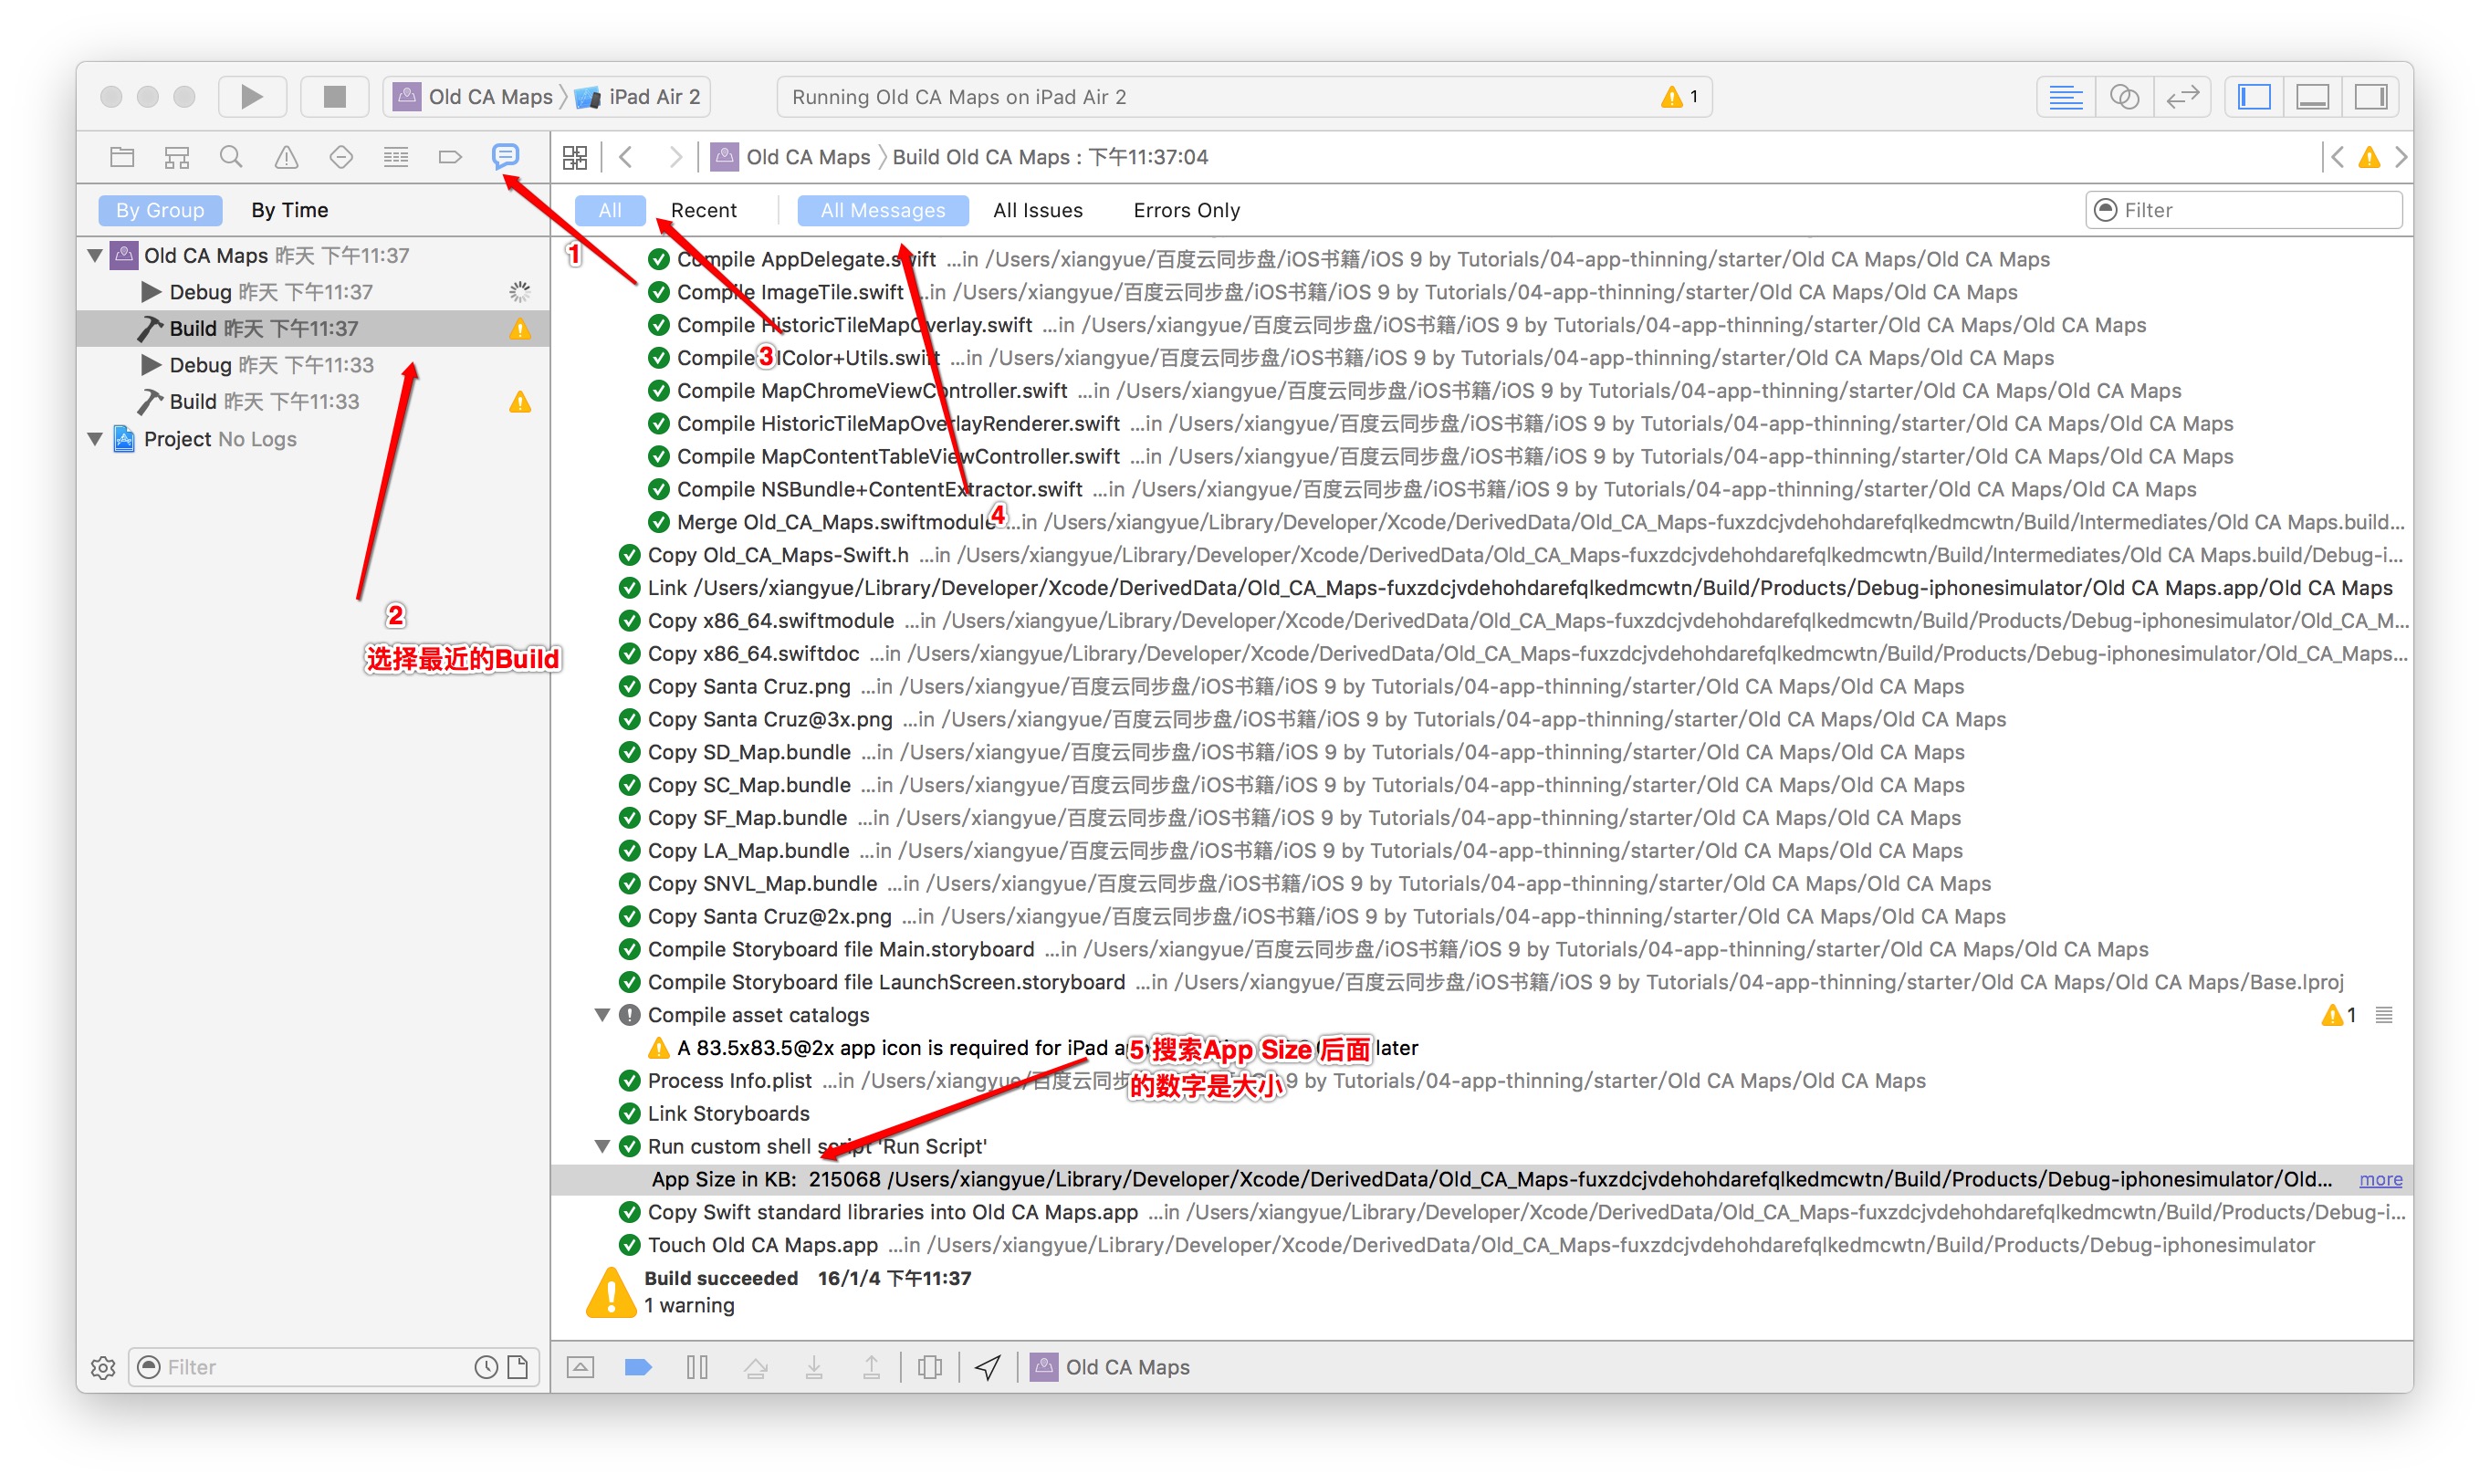 Old CA Maps iPad Air 2
Running Old CA Maps on iPad Air 2 1
Old CA Maps Build Old CA Maps : 下午11:37:04
By Group By Time
All Recent All Messages All Issues Errors Only Filter
1
Old CA Maps 昨天 下午11:37
Debug 昨天 下午11:37
Build 昨天 下午11:37
Debug 昨天 下午11:33
Build 昨天 下午11:33
Project No Logs
2
选择最近的Build
3
4
Compile AppDelegate.swift ...in /Users/xiangyue/百度云同步盘/iOS书籍/iOS 9 by Tutorials/04-app-thinning/starter/Old CA Maps/Old CA Maps
Compile ImageTile.swift ...in /Users/xiangyue/百度云同步盘/iOS书籍/iOS 9 by Tutorials/04-app-thinning/starter/Old CA Maps/Old CA Maps
Compile HistoricTileMapOverlay.swift ...in /Users/xiangyue/百度云同步盘/iOS书籍/iOS 9 by Tutorials/04-app-thinning/starter/Old CA Maps/Old CA Maps
Compile UIColor+Utils.swift ...in /Users/xiangyue/百度云同步盘/iOS书籍/iOS 9 by Tutorials/04-app-thinning/starter/Old CA Maps/Old CA Maps
Compile MapChromeViewController.swift ...in /Users/xiangyue/百度云同步盘/iOS书籍/iOS 9 by Tutorials/04-app-thinning/starter/Old CA Maps/Old CA Maps
Compile HistoricTileMapOverlayRenderer.swift ...in /Users/xiangyue/百度云同步盘/iOS书籍/iOS 9 by Tutorials/04-app-thinning/starter/Old CA Maps/Old CA Maps
Compile MapContentTableViewController.swift ...in /Users/xiangyue/百度云同步盘/iOS书籍/iOS 9 by Tutorials/04-app-thinning/starter/Old CA Maps/Old CA Maps
Compile NSBundle+ContentExtractor.swift ...in /Users/xiangyue/百度云同步盘/iOS书籍/iOS 9 by Tutorials/04-app-thinning/starter/Old CA Maps/Old CA Maps
Merge Old_CA_Maps.swiftmodule ...in /Users/xiangyue/Library/Developer/Xcode/DerivedData/Old_CA_Maps-fuxzdcjvdehohdarefqlkedmcwtn/Build/Intermediates/Old CA Maps.build...
Copy Old_CA_Maps-Swift.h ...in /Users/xiangyue/Library/Developer/Xcode/DerivedData/Old_CA_Maps-fuxzdcjvdehohdarefqlkedmcwtn/Build/Intermediates/Old CA Maps.build/Debug-i...
Link /Users/xiangyue/Library/Developer/Xcode/DerivedData/Old_CA_Maps-fuxzdcjvdehohdarefqlkedmcwtn/Build/Products/Debug-iphonesimulator/Old CA Maps.app/Old CA Maps
Copy x86_64.swiftmodule ...in /Users/xiangyue/Library/Developer/Xcode/DerivedData/Old_CA_Maps-fuxzdcjvdehohdarefqlkedmcwtn/Build/Products/Debug-iphonesimulator/Old_CA_M...
Copy x86_64.swiftdoc ...in /Users/xiangyue/Library/Developer/Xcode/DerivedData/Old_CA_Maps-fuxzdcjvdehohdarefqlkedmcwtn/Build/Products/Debug-iphonesimulator/Old_CA_Maps...
Copy Santa Cruz.png ...in /Users/xiangyue/百度云同步盘/iOS书籍/iOS 9 by Tutorials/04-app-thinning/starter/Old CA Maps/Old CA Maps
Copy Santa Cruz@3x.png ...in /Users/xiangyue/百度云同步盘/iOS书籍/iOS 9 by Tutorials/04-app-thinning/starter/Old CA Maps/Old CA Maps
Copy SD_Map.bundle ...in /Users/xiangyue/百度云同步盘/iOS书籍/iOS 9 by Tutorials/04-app-thinning/starter/Old CA Maps/Old CA Maps
Copy SC_Map.bundle ...in /Users/xiangyue/百度云同步盘/iOS书籍/iOS 9 by Tutorials/04-app-thinning/starter/Old CA Maps/Old CA Maps
Copy SF_Map.bundle ...in /Users/xiangyue/百度云同步盘/iOS书籍/iOS 9 by Tutorials/04-app-thinning/starter/Old CA Maps/Old CA Maps
Copy LA_Map.bundle ...in /Users/xiangyue/百度云同步盘/iOS书籍/iOS 9 by Tutorials/04-app-thinning/starter/Old CA Maps/Old CA Maps
Copy SNVL_Map.bundle ...in /Users/xiangyue/百度云同步盘/iOS书籍/iOS 9 by Tutorials/04-app-thinning/starter/Old CA Maps/Old CA Maps
Copy Santa Cruz@2x.png ...in /Users/xiangyue/百度云同步盘/iOS书籍/iOS 9 by Tutorials/04-app-thinning/starter/Old CA Maps/Old CA Maps
Compile Storyboard file Main.storyboard ...in /Users/xiangyue/百度云同步盘/iOS书籍/iOS 9 by Tutorials/04-app-thinning/starter/Old CA Maps/Old CA Maps
Compile Storyboard file LaunchScreen.storyboard ...in /Users/xiangyue/百度云同步盘/iOS书籍/iOS 9 by Tutorials/04-app-thinning/starter/Old CA Maps/Old CA Maps/Base.lproj
Compile asset catalogs 1
A 83.5x83.5@2x app icon is required for iPad later
5 搜索App Size 后面
的数字是大小
Process Info.plist ...in /Users/xiangyue/百度云同步 9 by Tutorials/04-app-thinning/starter/Old CA Maps/Old CA Maps
Link Storyboards
Run custom shell script 'Run Script'
App Size in KB: 215068 /Users/xiangyue/Library/Developer/Xcode/DerivedData/Old_CA_Maps-fuxzdcjvdehohdarefqlkedmcwtn/Build/Products/Debug-iphonesimulator/Old... more
Copy Swift standard libraries into Old CA Maps.app ...in /Users/xiangyue/Library/Developer/Xcode/DerivedData/Old_CA_Maps-fuxzdcjvdehohdarefqlkedmcwtn/Build/Products/Debug-i...
Touch Old CA Maps.app ...in /Users/xiangyue/Library/Developer/Xcode/DerivedData/Old_CA_Maps-fuxzdcjvdehohdarefqlkedmcwtn/Build/Products/Debug-iphonesimulator
Build succeeded 16/1/4 下午11:37
1 warning
Filter
Old CA Maps